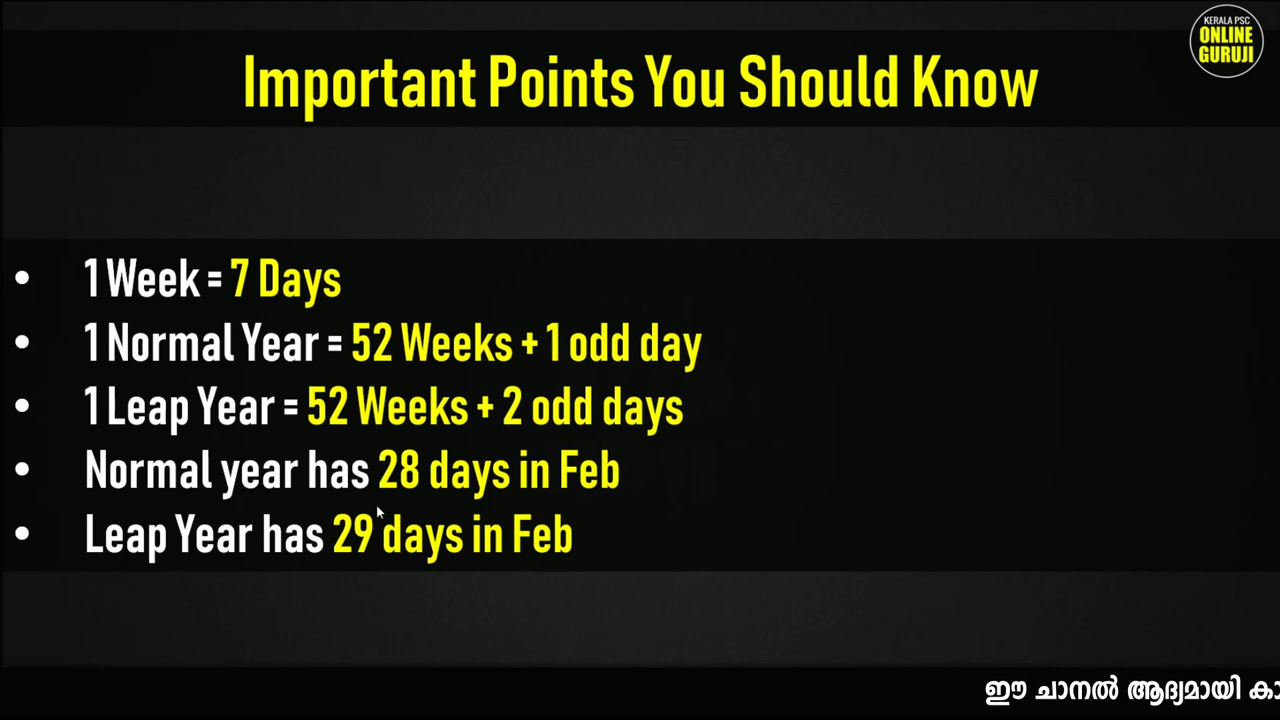 KERALA PSC
ONLINE
GURUJI
Important Points You Should Know
• 1 Week = 7 Days
• 1 Normal Year = 52 Weeks + 1 odd day
• 1 Leap Year = 52 Weeks + 2 odd days
• Normal year has 28 days in Feb
• Leap Year has 29 days in Feb
ഈ ചാനൽ ആദ്യമായി കാ